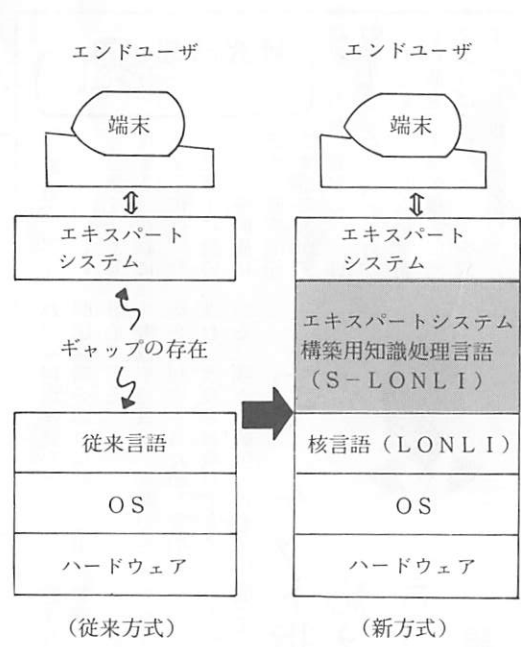 エンドユーザ
端末
エキスパート
システム
ギャップの存在
従来言語
OS
ハードウェア
(従来方式)
エンドユーザ
端末
エキスパート
システム
エキスパートシステム
構築用知識処理言語
(S-LONLI)
核言語(LONLI)
OS
ハードウェア
(新方式)